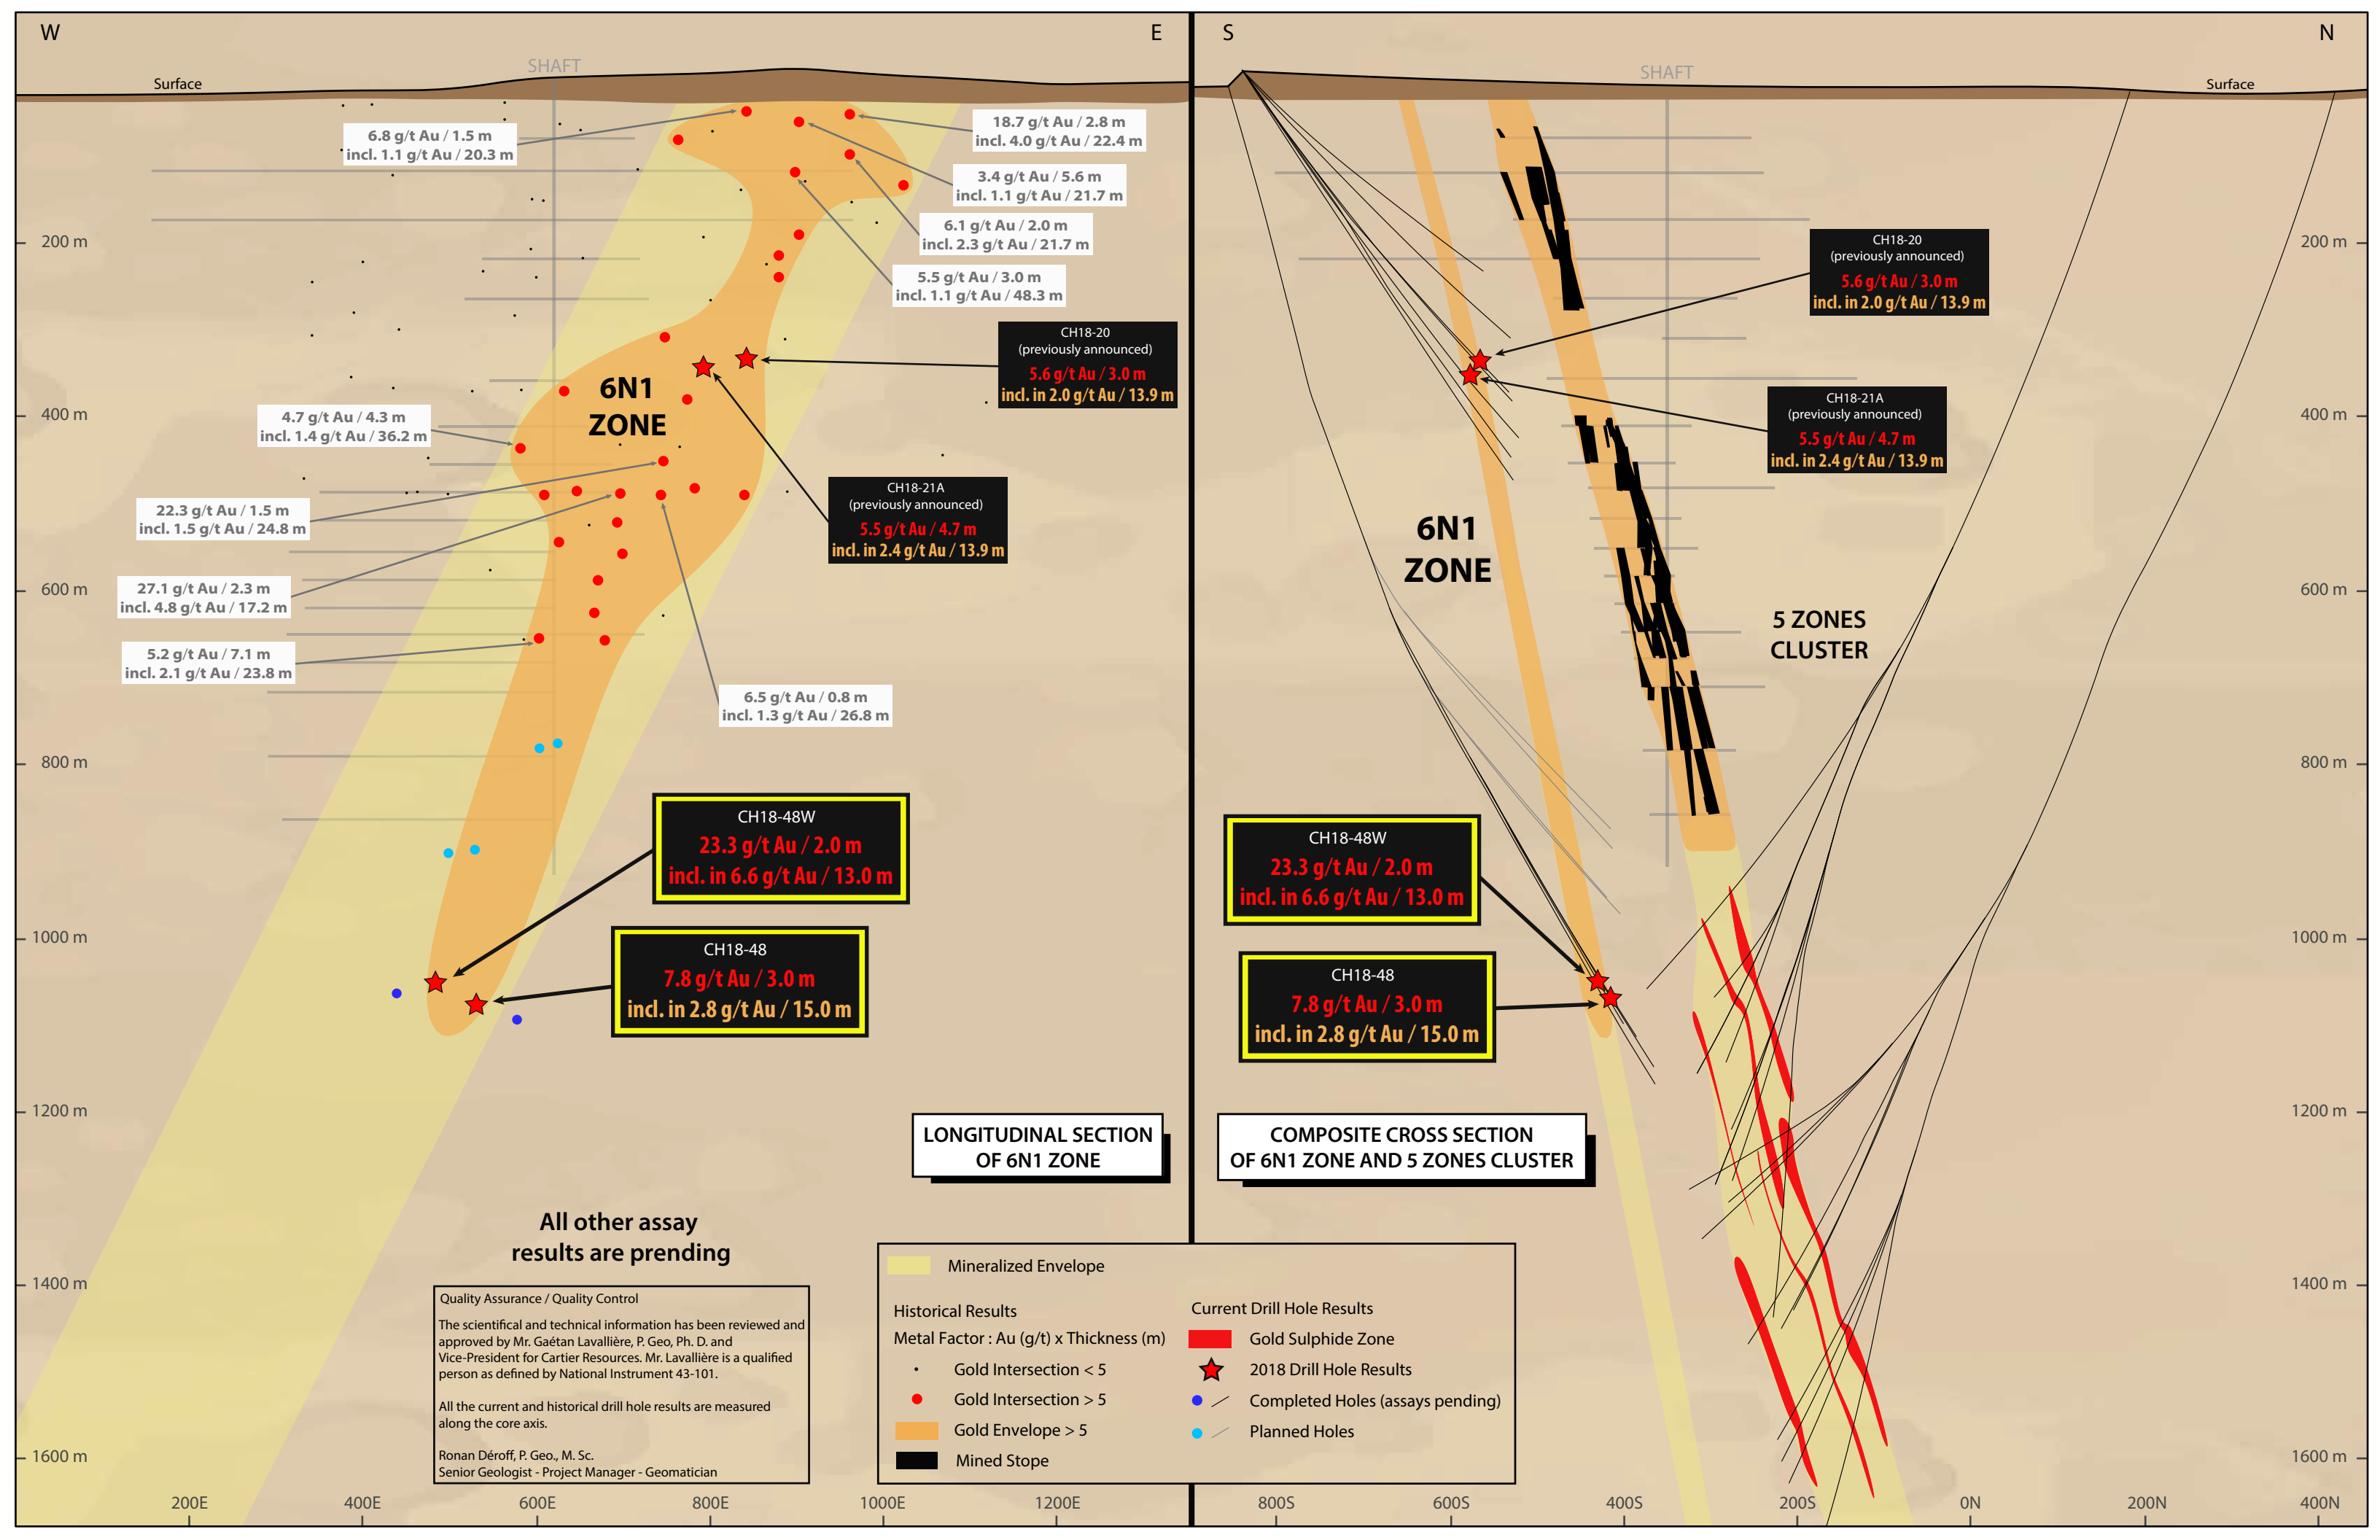 W
E
SHAFT
Surface
6.8 g/t Au / 1.5 m
incl. 1.1 g/t Au / 20.3 m
18.7 g/t Au / 2.8 m
incl. 4.0 g/t Au / 22.4 m
3.4 g/t Au / 5.6 m
incl. 1.1 g/t Au / 21.7 m
6.1 g/t Au / 2.0 m
incl. 2.3 g/t Au / 21.7 m
5.5 g/t Au / 3.0 m
incl. 1.1 g/t Au / 48.3 m
CH18-20
(previously announced)
5.6 g/t Au / 3.0 m
incl. in 2.0 g/t Au / 13.9 m
6N1
ZONE
4.7 g/t Au / 4.3 m
incl. 1.4 g/t Au / 36.2 m
CH18-21A
(previously announced)
5.5 g/t Au / 4.7 m
incl. in 2.4 g/t Au / 13.9 m
22.3 g/t Au / 1.5 m
incl. 1.5 g/t Au / 24.8 m
27.1 g/t Au / 2.3 m
incl. 4.8 g/t Au / 17.2 m
5.2 g/t Au / 7.1 m
incl. 2.1 g/t Au / 23.8 m
6.5 g/t Au / 0.8 m
incl. 1.3 g/t Au / 26.8 m
CH18-48W
23.3 g/t Au / 2.0 m
incl. in 6.6 g/t Au / 13.0 m
CH18-48
7.8 g/t Au / 3.0 m
incl. in 2.8 g/t Au / 15.0 m
200 m
400 m
600 m
800 m
1000 m
1200 m
1400 m
1600 m
200E
400E
600E
800E
1000E
1200E
LONGITUDINAL SECTION
OF 6N1 ZONE
All other assay
results are prending
Quality Assurance / Quality Control
The scientific and technical information has been reviewed and
approved by Mr. Gaétan Lavallière, P. Geo, Ph. D. and
Vice-President for Cartier Resources. Mr. Lavallière is a qualified
person as defined by National Instrument 43-101.
All the current and historical drill hole results are measured
along the core axis.
Ronan Déroff, P. Geo., M. Sc.
Senior Geologist - Project Manager - Geomatician
S
N
SHAFT
Surface
CH18-20
(previously announced)
5.6 g/t Au / 3.0 m
incl. in 2.0 g/t Au / 13.9 m
CH18-21A
(previously announced)
5.5 g/t Au / 4.7 m
incl. in 2.4 g/t Au / 13.9 m
6N1
ZONE
5 ZONES
CLUSTER
CH18-48W
23.3 g/t Au / 2.0 m
incl. in 6.6 g/t Au / 13.0 m
CH18-48
7.8 g/t Au / 3.0 m
incl. in 2.8 g/t Au / 15.0 m
COMPOSITE CROSS SECTION
OF 6N1 ZONE AND 5 ZONES CLUSTER
200 m
400 m
600 m
800 m
1000 m
1200 m
1400 m
1600 m
800S
600S
400S
200S
0N
200N
400N
Mineralized Envelope
Historical Results
Metal Factor : Au (g/t) x Thickness (m)
Gold Intersection < 5
Gold Intersection > 5
Gold Envelope > 5
Mined Stope
Current Drill Hole Results
Gold Sulphide Zone
2018 Drill Hole Results
Completed Holes (assays pending)
Planned Holes